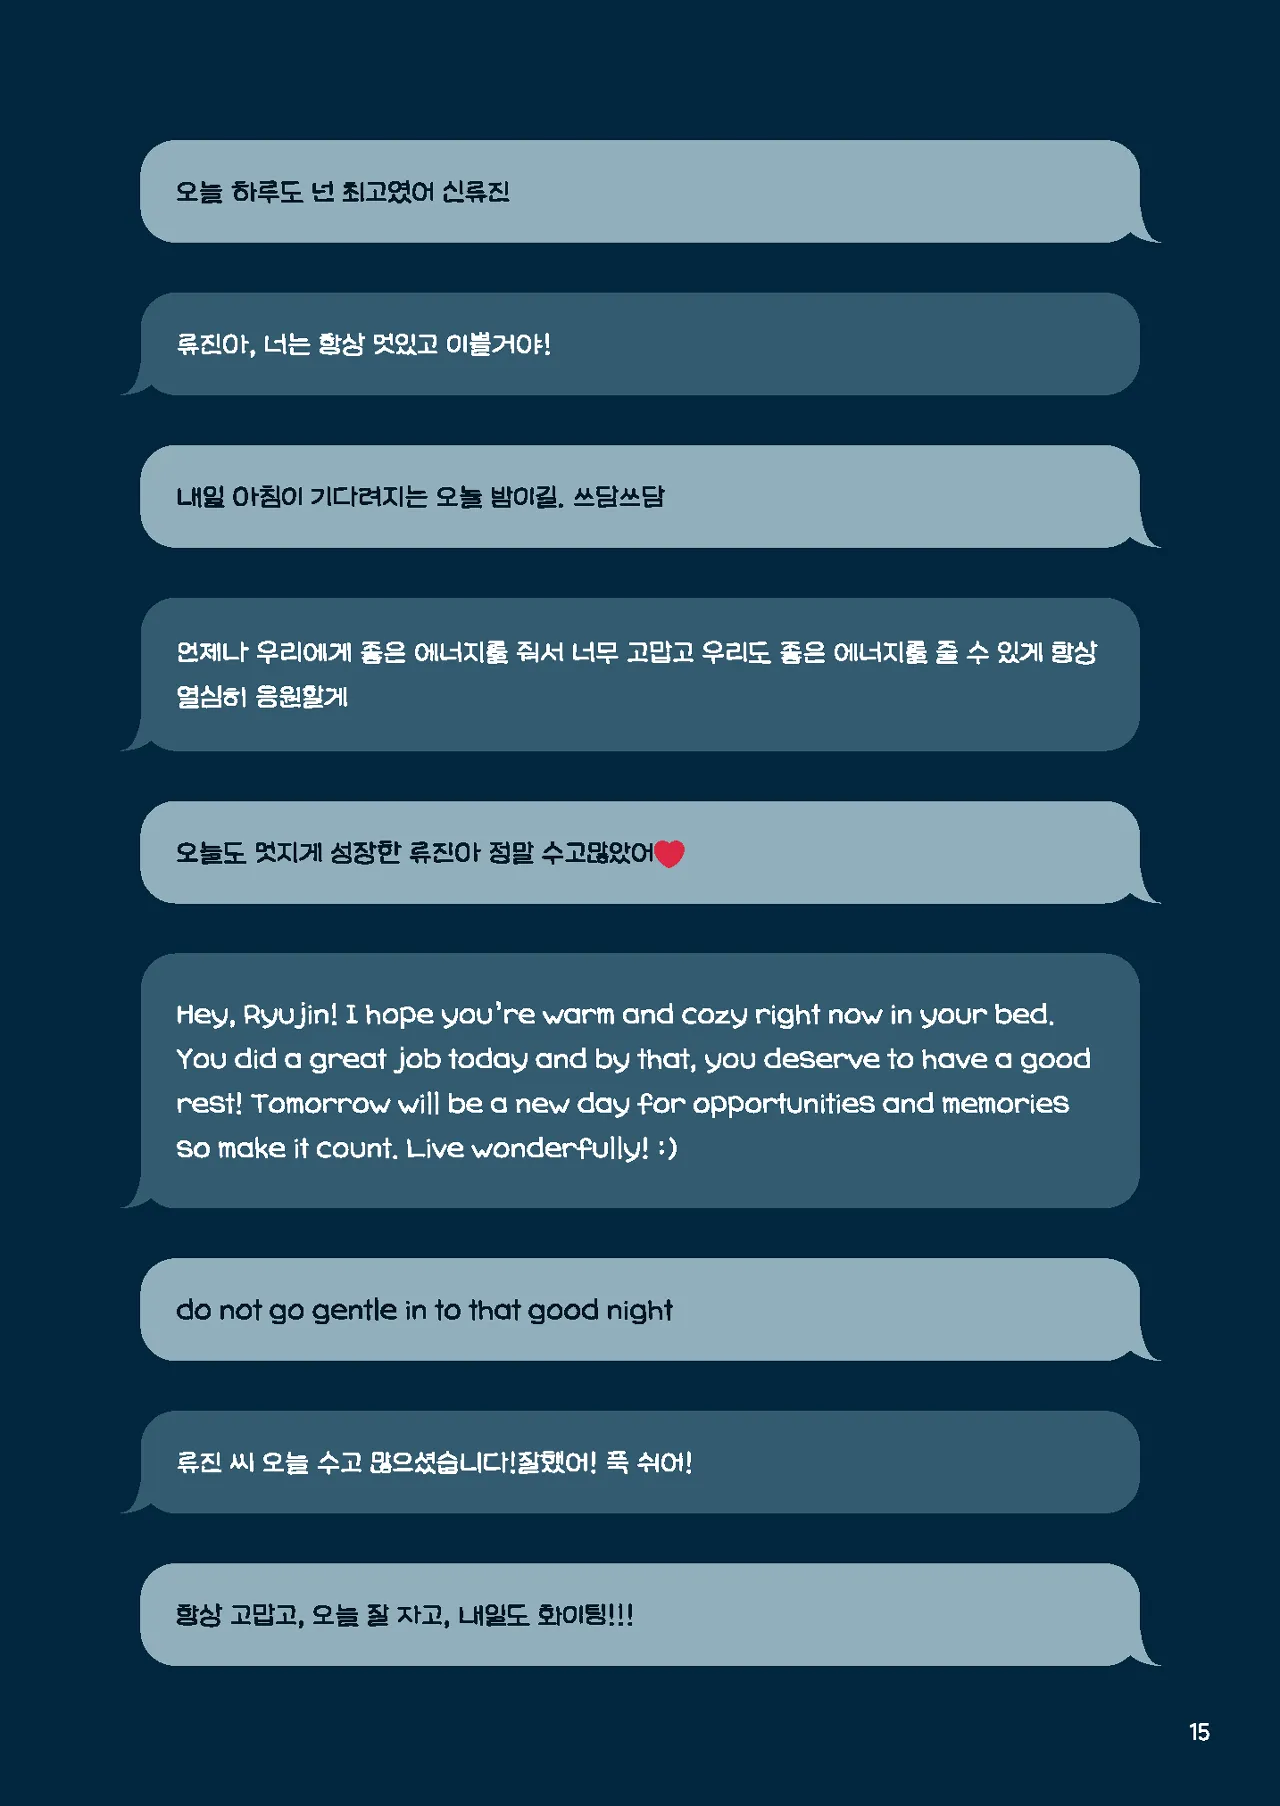 오늘 하루도 넌 최고였어 신류진
류진아, 너는 항상 멋있고 이쁠거야!
내일 아침이 기다려지는 오늘 밤이길. 쓰담쓰담
언제나 우리에게 좋은 에너지를 줘서 너무 고맙고 우리도 좋은 에너지를 줄 수 있게 항상
열심히 응원할게
오늘도 멋지게 성장한 류진아 정말 수고많았어❤️
Hey, Ryujin! I hope you're warm and cozy right now in your bed.
You did a great job today and by that, you deserve to have a good
rest! Tomorrow will be a new day for opportunities and memories
so make it count. Live wonderfully! :)
do not go gentle in to that good night
류진 씨 오늘 수고 많으셨습니다!잘했어! 푹 쉬어!
항상 고맙고, 오늘 잘 자고, 내일도 화이팅!!!
15